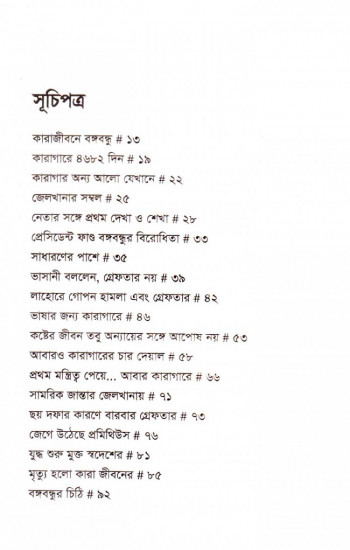 সূচিপত্র
কারাজীবনে বঙ্গবন্ধু # ১৩
কারাগারে ৪৬৮২ দিন # ১৯
কারাগার অন্য আলো যেখানে # ২২
জেলখানার সম্বল # ২৫
নেতার সঙ্গে প্রথম দেখা ও শেখা # ২৮
প্রেসিডেন্ট ফাণ্ড বঙ্গবন্ধুর বিরোধিতা # ৩৩
সাধারণের পাশে # ৩৫
ভাসানী বললেন, গ্রেফতার নয় # ৩৯
লাহোরে গোপন হামলা এবং গ্রেফতার # ৪২
ভাষার জন্য কারাগারে # ৪৬
কষ্টের জীবন তবু অন্যায়ের সঙ্গে আপোষ নয় # ৫৩
আবারও কারাগারের চার দেয়াল # ৫৮
প্রথম মন্ত্রিত্ব পেয়ে... আবার কারাগারে # ৬৬
সামরিক জান্তার জেলখানায় # ৭১
ছয় দফার কারণে বারবার গ্রেফতার # ৭৩
জেগে উঠেছে প্রমিথিউস # ৭৬
যুদ্ধ শুরু মুক্ত স্বদেশের # ৮১
মৃত্যু হলো কারা জীবনের # ৮৫
বঙ্গবন্ধুর চিঠি # ৯২